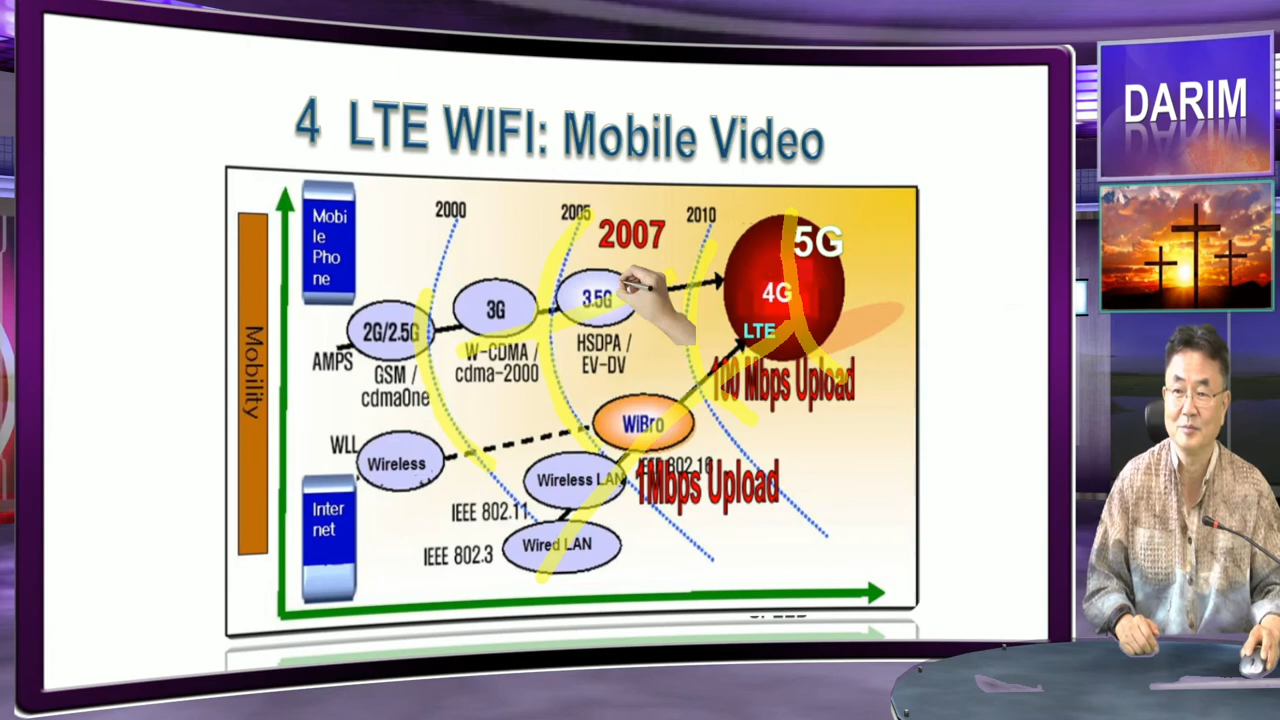 DARIM
4 LTE WIFI: Mobile Video
Mobi
le
Pho
ne
2000
2005
2007
2010
5G
4G
LTE
3G
3.5G
2G/2.5G
AMPS
W-CDMA /
cdma-2000
HSDPA /
EV-DV
GSM /
cdmaOne
Mobility
100 Mbps Upload
WiBro
WLL
Wireless
Wireless LAN
802.16
1Mbps Upload
Inter
net
IEEE 802.11
Wired LAN
IEEE 802.3